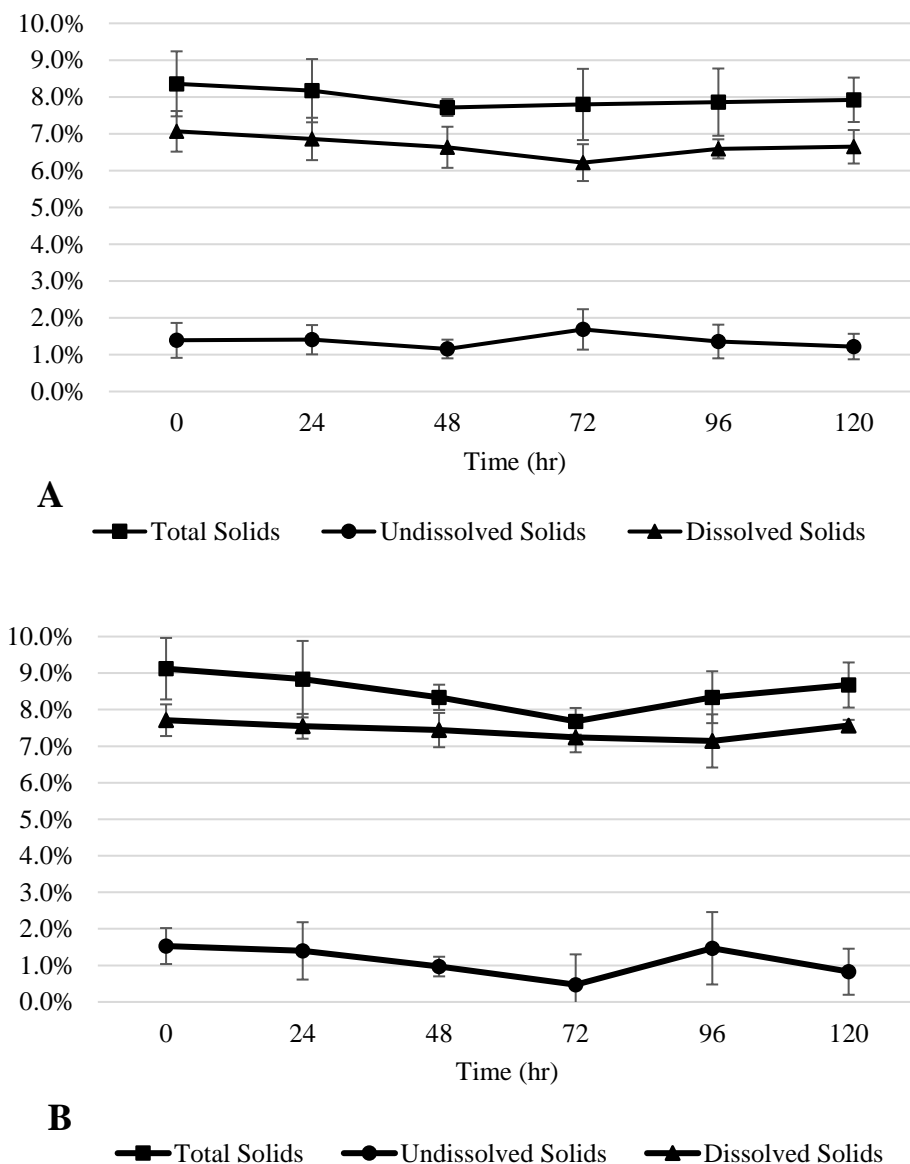 10.0%
9.0%
8.0%
7.0%
6.0%
5.0%
4.0%
3.0%
2.0%
1.0%
0.0%
0 24 48 72 96 120
Time (hr)
A
Total Solids Undissolved Solids Dissolved Solids
10.0%
9.0%
8.0%
7.0%
6.0%
5.0%
4.0%
3.0%
2.0%
1.0%
0.0%
0 24 48 72 96 120
Time (hr)
B
Total Solids Undissolved Solids Dissolved Solids